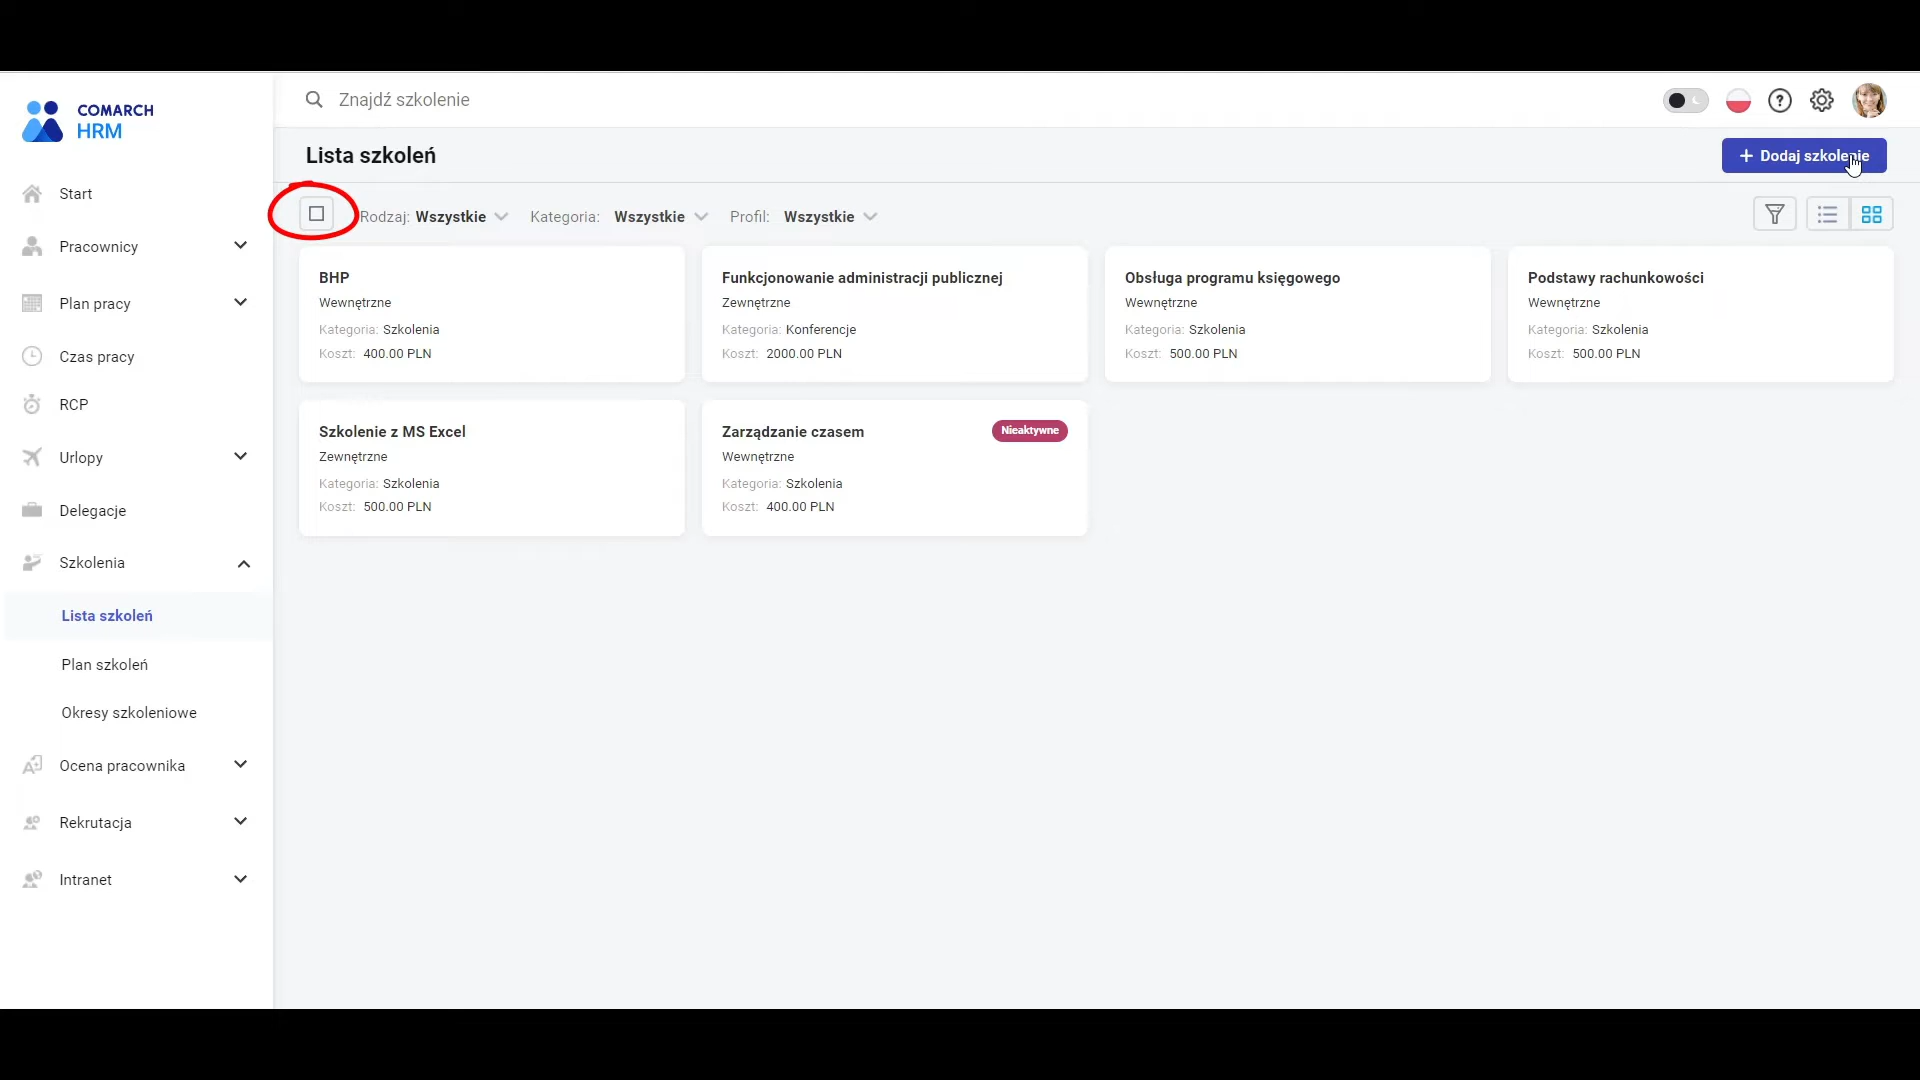 COMARCH
HRM
Znajdź szkolenie
Lista szkoleń
+ Dodaj szkolenie
Rodzaj: Wszystkie Kategoria: Wszystkie Profil: Wszystkie
Start
Pracownicy
Plan pracy
Czas pracy
RCP
Urlopy
Delegacje
Szkolenia
Lista szkoleń
Plan szkoleń
Okresy szkoleniowe
Ocena pracownika
Rekrutacja
Intranet
BHP
Wewnętrzne
Kategoria: Szkolenia
Koszt: 400.00 PLN
Funkcjonowanie administracji publicznej
Zewnętrzne
Kategoria: Konferencje
Koszt: 2000.00 PLN
Obsługa programu księgowego
Wewnętrzne
Kategoria: Szkolenia
Koszt: 500.00 PLN
Podstawy rachunkowości
Wewnętrzne
Kategoria: Szkolenia
Koszt: 500.00 PLN
Szkolenie z MS Excel
Zewnętrzne
Kategoria: Szkolenia
Koszt: 500.00 PLN
Zarządzanie czasem
Nieaktywne
Wewnętrzne
Kategoria: Szkolenia
Koszt: 400.00 PLN